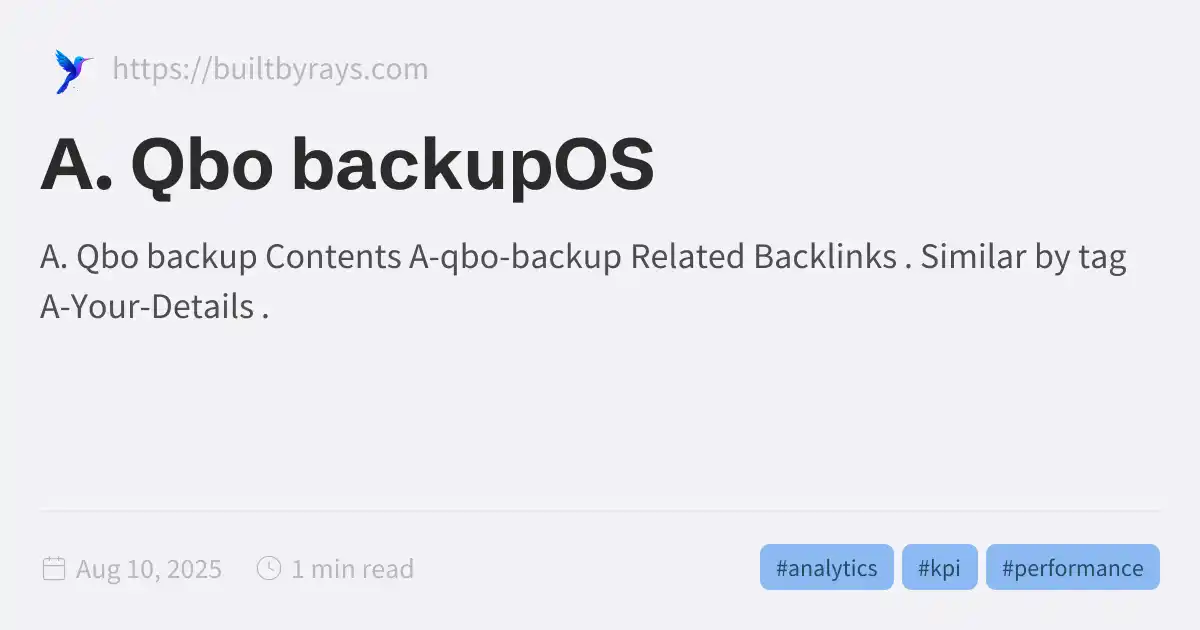 https://builtbyrays.com
A. Qbo backupOS
A. Qbo backup Contents A-qbo-backup Related Backlinks . Similar by tag
A-Your-Details .
Aug 10, 2025 1 min read #analytics #kpi #performance